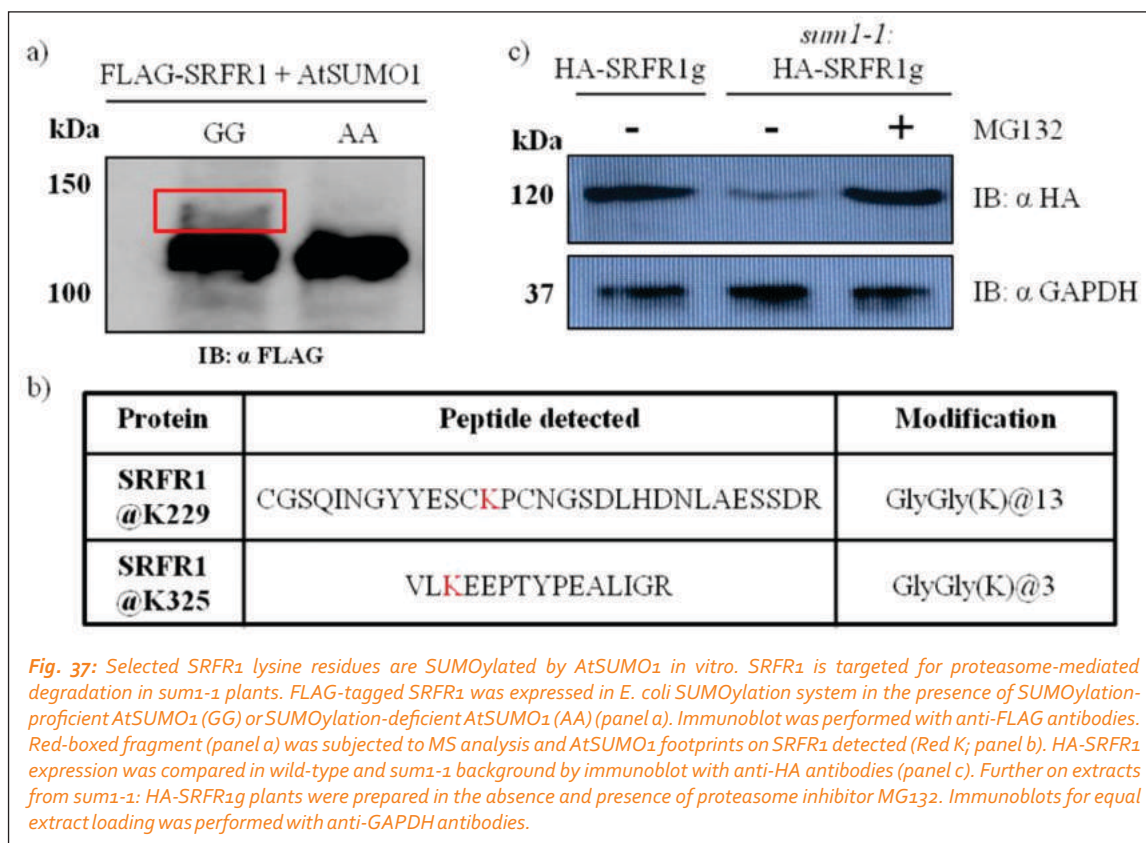 a)
FLAG-SRFR1 + AtSUMO1
kDa
GG AA
150
100
IB: α FLAG
c)
sum1-1:
HA-SRFR1g HA-SRFR1g
- - + MG132
kDa
120 IB: α HA
37 IB: α GAPDH
b)
Protein Peptide detected Modification
SRFR1
@K229 CGSQINGYYESCKPCNGSDLHDNLAESSDR GlyGly(K)@13
SRFR1
@K325 VLKEEPTYPEALIGR GlyGly(K)@3
Fig. 37: Selected SRFR1 lysine residues are SUMOylated by AtSUMO1 in vitro. SRFR1 is targeted for proteasome-mediated
degradation in sum1-1 plants. FLAG-tagged SRFR1 was expressed in E. coli SUMOylation system in the presence of SUMOylation-
proficient AtSUMO1 (GG) or SUMOylation-deficient AtSUMO1 (AA) (panel a). Immunoblot was performed with anti-FLAG antibodies.
Red-boxed fragment (panel a) was subjected to MS analysis and AtSUMO1 footprints on SRFR1 detected (Red K; panel b). HA-SRFR1
expression was compared in wild-type and sum1-1 background by immunoblot with anti-HA antibodies (panel c). Further on extracts
from sum1-1: HA-SRFR1g plants were prepared in the absence and presence of proteasome inhibitor MG132. Immunoblots for equal
extract loading was performed with anti-GAPDH antibodies.